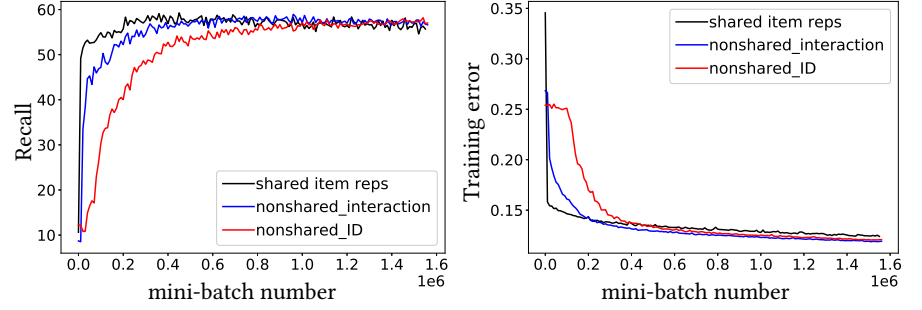 60
50
40
30
20
10
Recall
shared item reps
nonshared_interaction
nonshared_ID
0.0 0.2 0.4 0.6 0.8 1.0 1.2 1.4 1.6
1e6
mini-batch number
0.35
0.30
0.25
0.20
0.15
Training error
shared item reps
nonshared_interaction
nonshared_ID
0.0 0.2 0.4 0.6 0.8 1.0 1.2 1.4 1.6
1e6
mini-batch number